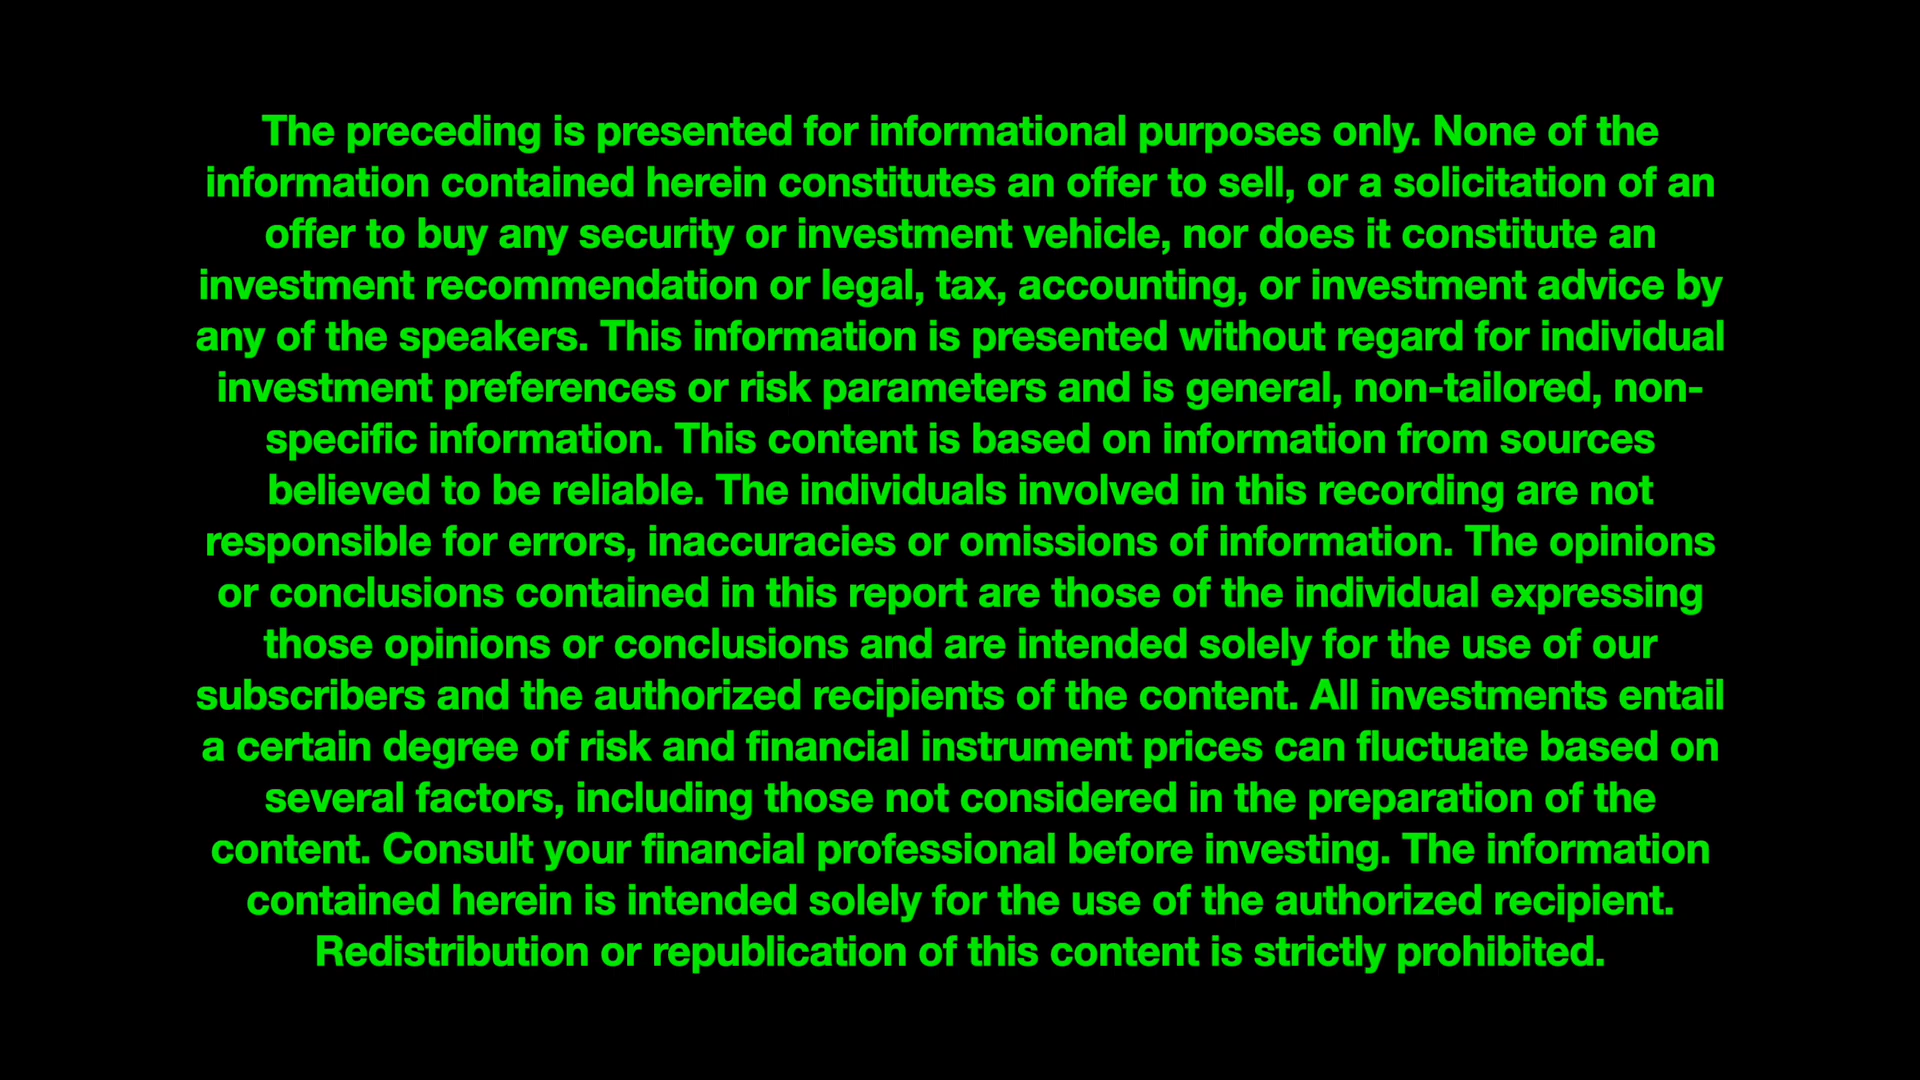 The preceding is presented for informational purposes only. None of the
information contained herein constitutes an offer to sell, or a solicitation of an
offer to buy any security or investment vehicle, nor does it constitute an
investment recommendation or legal, tax, accounting, or investment advice by
any of the speakers. This information is presented without regard for individual
investment preferences or risk parameters and is general, non-tailored, non-
specific information. This content is based on information from sources
believed to be reliable. The individuals involved in this recording are not
responsible for errors, inaccuracies or omissions of information. The opinions
or conclusions contained in this report are those of the individual expressing
those opinions or conclusions and are intended solely for the use of our
subscribers and the authorized recipients of the content. All investments entail
a certain degree of risk and financial instrument prices can fluctuate based on
several factors, including those not considered in the preparation of the
content. Consult your financial professional before investing. The information
contained herein is intended solely for the use of the authorized recipient.
Redistribution or republication of this content is strictly prohibited.